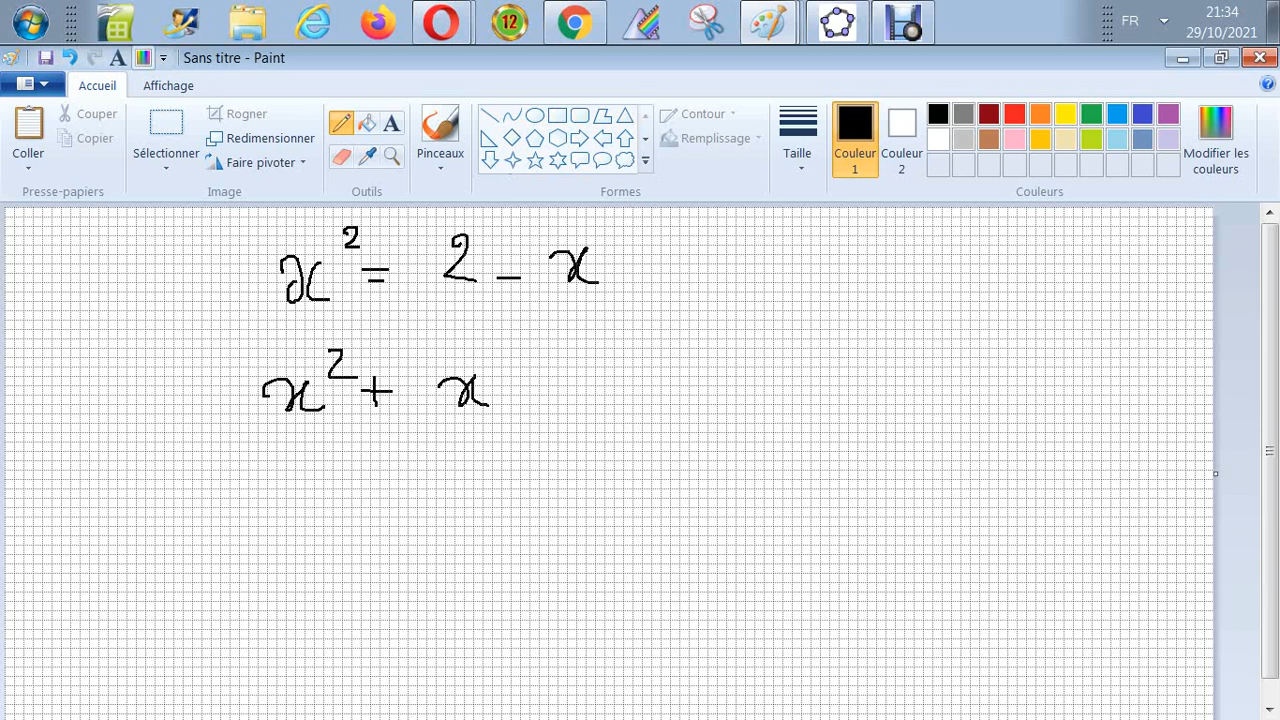 FR
21:34
29/10/2021
12
Sans titre - Paint
Accueil
Affichage
Coller
Couper
Copier
Presse-papiers
Sélectionner
Rogner
Redimensionner
Faire pivoter
Image
A
Outils
Pinceaux
Contour
Remplissage
Formes
Taille
Couleur 1
Couleur 2
Modifier les couleurs
Couleurs
x² = 2 - x
x² + x